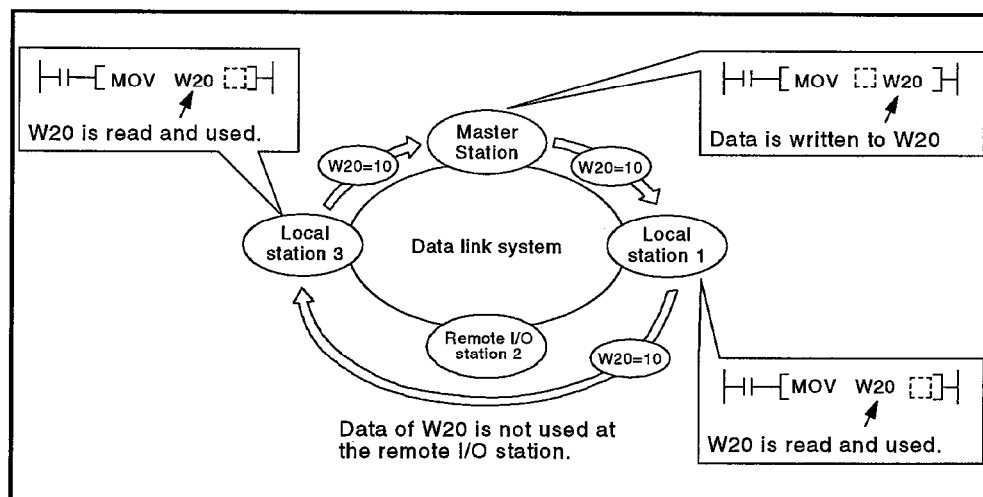 MOV W20
W20 is read and used.
MOV W20
Data is written to W20
Master
Station
W20=10
W20=10
Local
station 3
Data link system
Local
station 1
Remote I/O
station 2
W20=10
Data of W20 is not used at
the remote I/O station.
MOV W20
W20 is read and used.